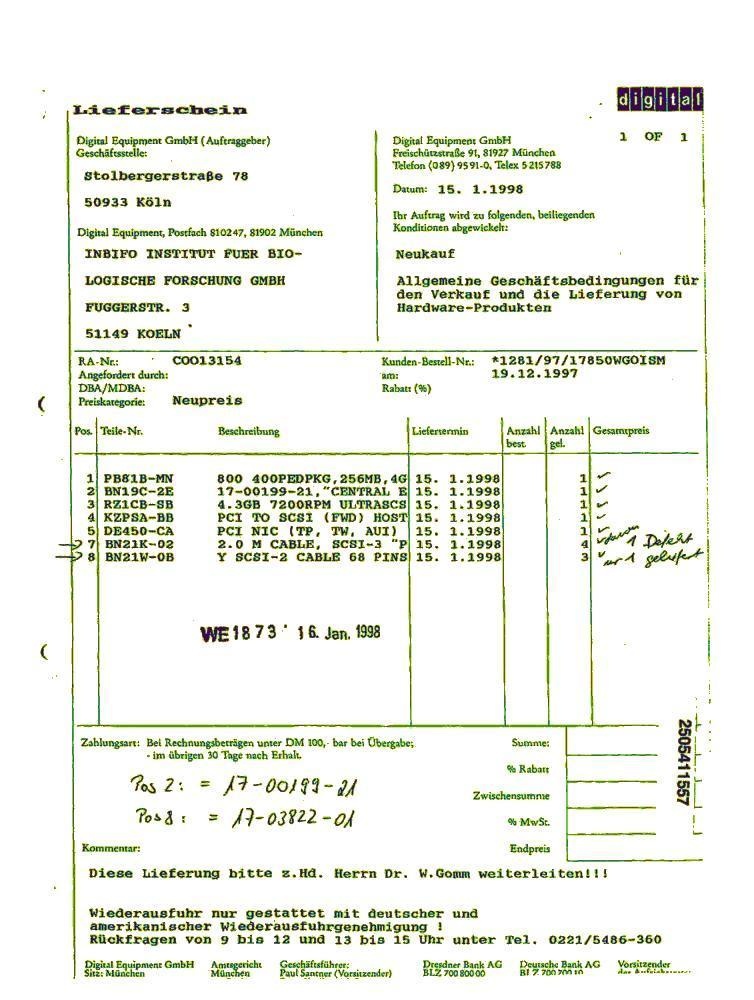 digital
Lieferschein
1 OF 1
Digital Equipment GmbH (Auftraggeber)
Geschäftsstelle:
Stolbergerstraße 78
50933 Köln
Digital Equipment, Postfach 810247, 81902 München
INBIFO INSTITUT FUER BIO-
LOGISCHE FORSCHUNG GMBH
FUGGERSTR. 3
51149 KOELN
Digital Equipment GmbH
Freischützstraße 91, 81927 München
Telefon (089) 9591-0, Telex 5 215 788
Datum: 15. 1.1998
Ihr Auftrag wird zu folgenden, beiliegenden
Konditionen abgewickelt:
Neukauf
Allgemeine Geschäftsbedingungen für
den Verkauf und die Lieferung von
Hardware-Produkten
RA-Nr.: COO13154
Angefordert durch:
DBA/MDBA:
Preiskategorie: Neupreis
Kunden-Bestell-Nr.: *1281/97/17850WGOISM
am: 19.12.1997
Rabatt (%)
Pos. Teile-Nr. Beschreibung Liefertermin Anzahl best. Anzahl gel. Gesamtpreis
1 PB81B-MN 800 400PEDPKG,256MB,4G 15. 1.1998 1
2 BN19C-2E 17-00199-21,"CENTRAL E 15. 1.1998 1
3 RZ1CB-SB 4.3GB 7200RPM ULTRASCS 15. 1.1998 1
4 KZPSA-BB PCI TO SCSI (FWD) HOST 15. 1.1998 1
5 DE450-CA PCI NIC (TP, TW, AUI) 15. 1.1998 1
7 BN21K-02 2.0 M CABLE, SCSI-3 "P 15. 1.1998 4 davon 1 Defekt
8 BN21W-0B Y SCSI-2 CABLE 68 PINS 15. 1.1998 3 nur 1 geliefert
WE1873 16. Jan. 1998
Zahlungsart: Bei Rechnungsbeträgen unter DM 100,- bar bei Übergabe;
- im übrigen 30 Tage nach Erhalt.
Pos 2: = 17-00199-21
Pos 8: = 17-03822-01
Summe:
% Rabatt
Zwischensumme
% MwSt.
Endpreis
2505411557
Kommentar:
Diese Lieferung bitte z.Hd. Herrn Dr. W.Gomm weiterleiten!!!
Wiederausfuhr nur gestattet mit deutscher und
amerikanischer Wiederausfuhrgenehmigung !
Rückfragen von 9 bis 12 und 13 bis 15 Uhr unter Tel. 0221/5486-360
Digital Equipment GmbH Amtsgericht Geschäftsführer: Dresdner Bank AG Deutsche Bank AG Vorsitzender
Sitz: München München Paul Santner (Vorsitzender) BLZ 700 800 00 BLZ 700 700 10